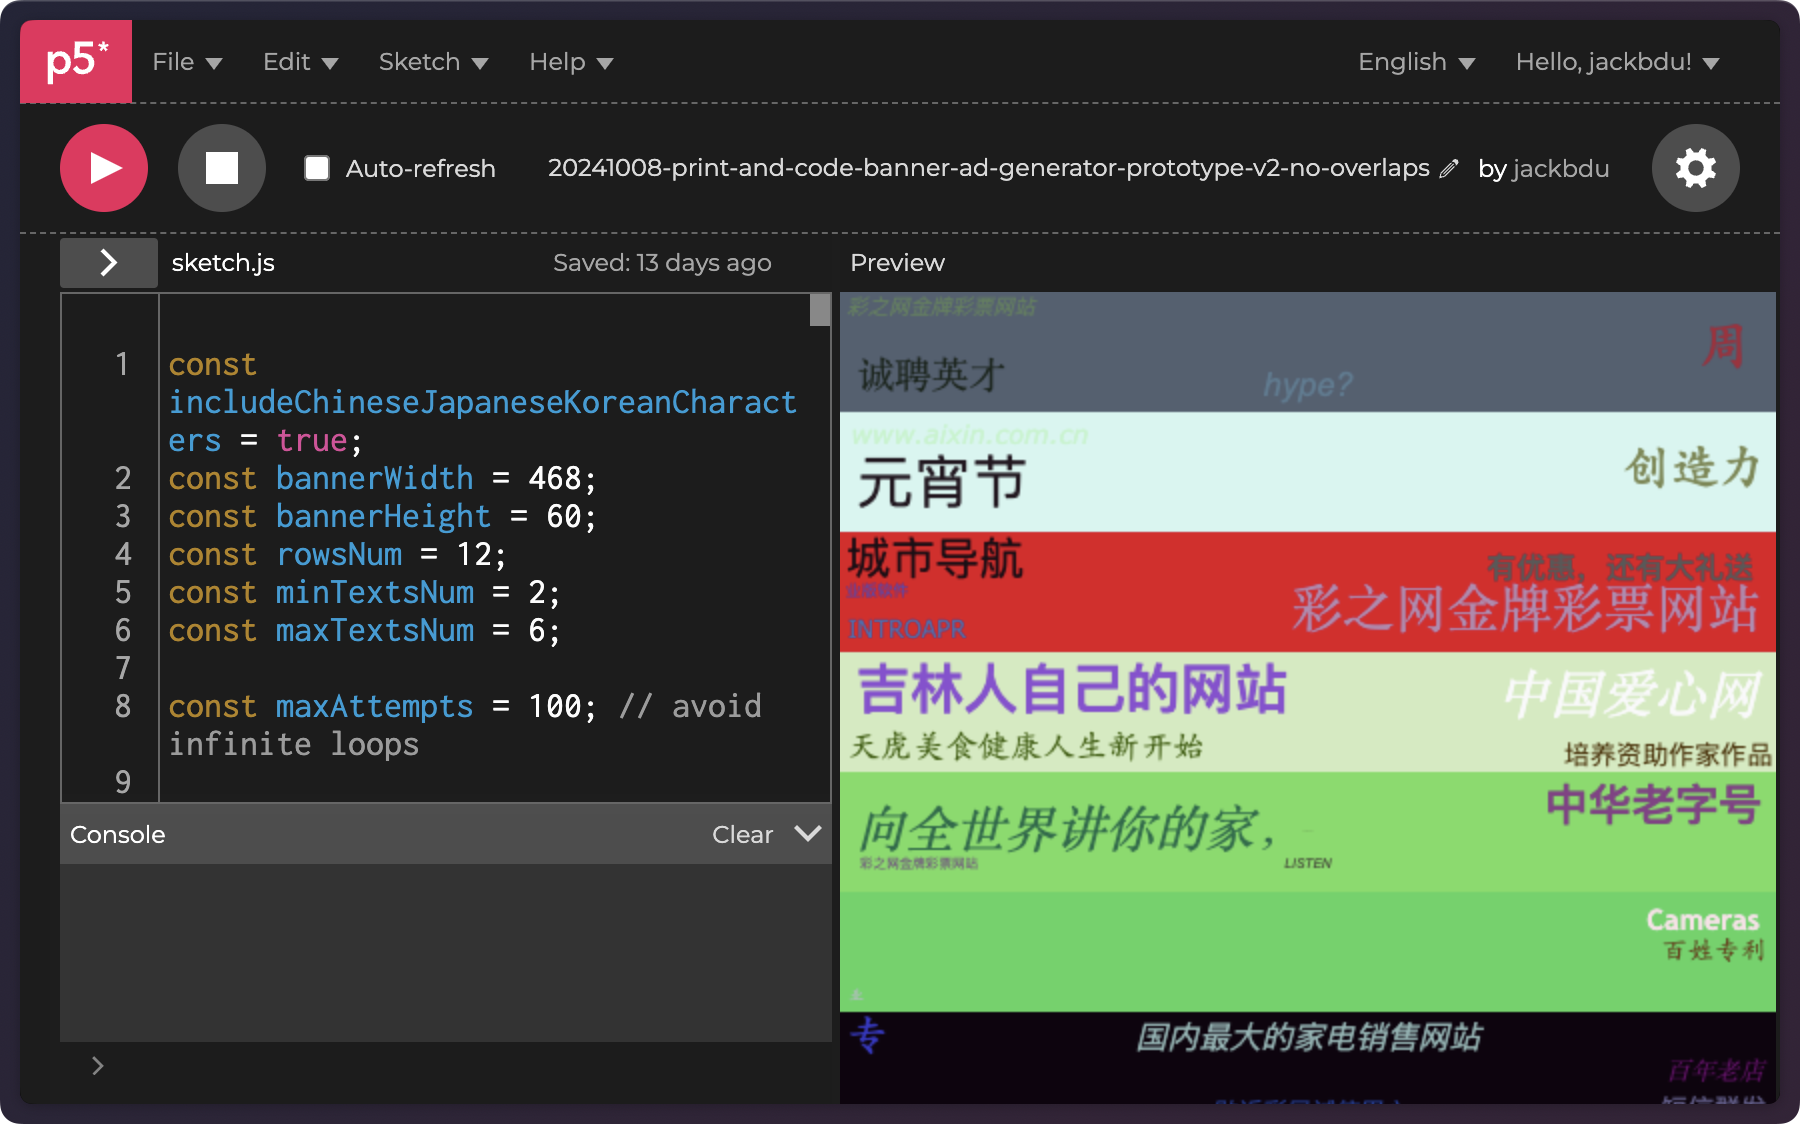 p5*
File
Edit
Sketch
Help
English
Hello, jackbdu!
Auto-refresh
20241008-print-and-code-banner-ad-generator-prototype-v2-no-overlaps
by jackbdu
sketch.js
Saved: 13 days ago
Preview
1 const
includeChineseJapaneseKoreanCharact
ers = true;
2 const bannerWidth = 468;
3 const bannerHeight = 60;
4 const rowsNum = 12;
5 const minTextsNum = 2;
6 const maxTextsNum = 6;
7
8 const maxAttempts = 100; // avoid
infinite loops
9
Console
Clear
彩之网金牌彩票网站
周
诚聘英才
hype?
www.aixin.com.cn
元宵节
创造力
城市导航
有优惠，还有大礼送
INTROAPR
彩之网金牌彩票网站
吉林人自己的网站
中国爱心网
天虎美食健康人生新开始
培养资助作家作品
中华老字号
向全世界讲你的家，
彩之网金牌彩票网站
LISTEN
Cameras
百姓专利
专
国内最大的家电销售网站
百年老店
短信群发